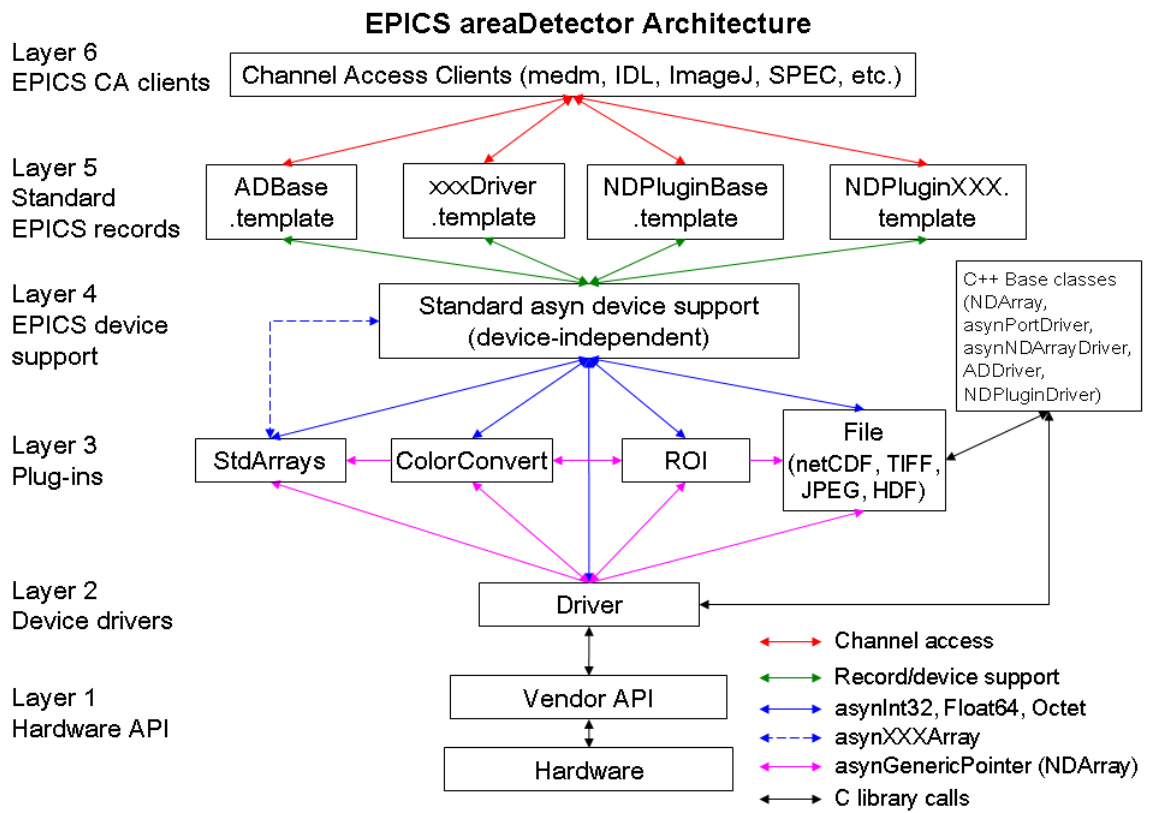 EPICS areaDetector Architecture
Layer 6
EPICS CA clients
Channel Access Clients (medm, IDL, ImageJ, SPEC, etc.)
Layer 5
Standard
EPICS records
ADBase
.template
xxxDriver
.template
NDPluginBase
.template
NDPluginXXX.
template
Layer 4
EPICS device
support
Standard asyn device support
(device-independent)
C++ Base classes
(NDArray,
asynPortDriver,
asynNDArrayDriver,
ADDriver,
NDPluginDriver)
Layer 3
Plug-ins
StdArrays
ColorConvert
ROI
File
(netCDF, TIFF,
JPEG, HDF)
Layer 2
Device drivers
Driver
Layer 1
Hardware API
Vendor API
Hardware
Channel access
Record/device support
asynInt32, Float64, Octet
asynXXXArray
asynGenericPointer (NDArray)
C library calls